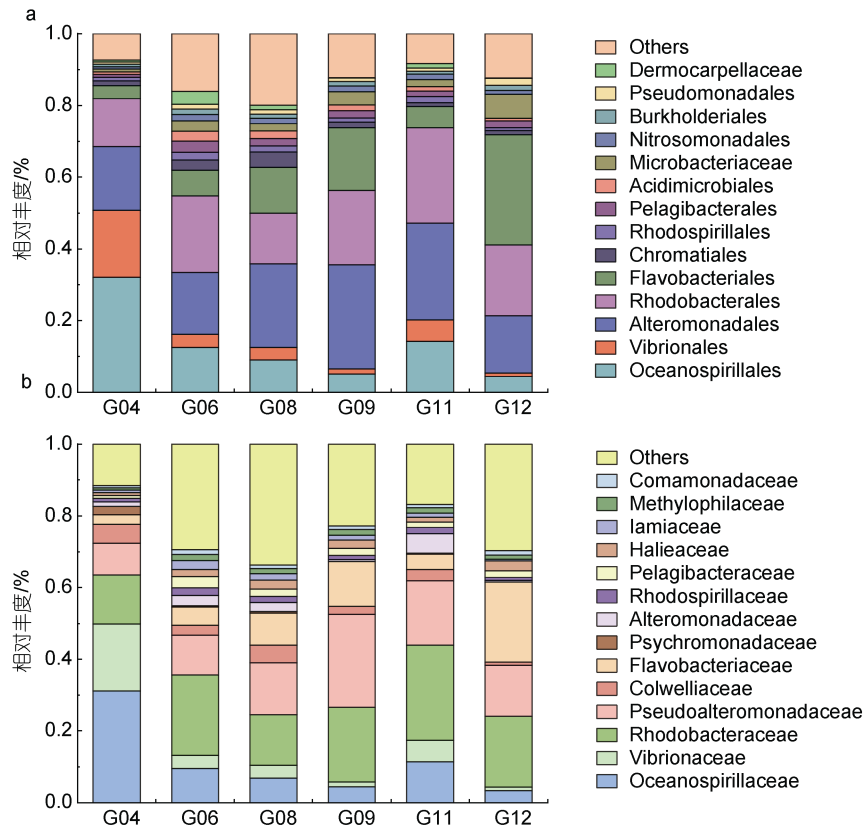 a
相对丰度/%
1.0
0.8
0.6
0.4
0.2
0.0
G04 G06 G08 G09 G11 G12
Others
Dermocarpellaceae
Pseudomonadales
Burkholderiales
Nitrosomonadales
Microbacteriaceae
Acidimicrobiales
Pelagibacterales
Rhodospirillales
Chromatiales
Flavobacteriales
Rhodobacterales
Alteromonadales
Vibrionales
Oceanospirillales
b
相对丰度/%
1.0
0.8
0.6
0.4
0.2
0.0
G04 G06 G08 G09 G11 G12
Others
Comamonadaceae
Methylophilaceae
Iamiaceae
Halieaceae
Pelagibacteraceae
Rhodospirillaceae
Alteromonadaceae
Psychromonadaceae
Flavobacteriaceae
Colwelliaceae
Pseudoalteromonadaceae
Rhodobacteraceae
Vibrionaceae
Oceanospirillaceae